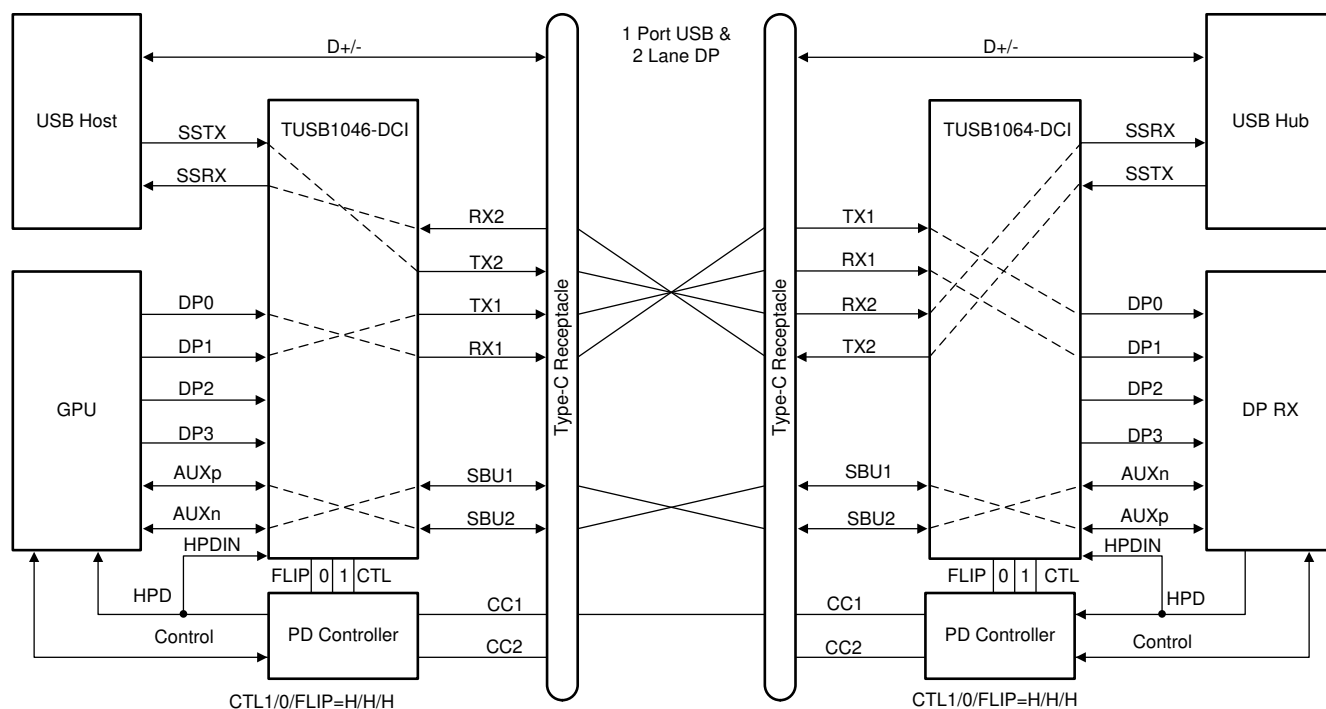 1 Port USB &
2 Lane DP
D+/-
D+/-
USB Host
TUSB1046-DCI
TUSB1064-DCI
USB Hub
SSTX
SSRX
SSRX
SSTX
RX2
TX2
TX1
RX1
TX1
RX1
RX2
TX2
Type-C Receptacle
Type-C Receptacle
GPU
DP0
DP1
DP2
DP3
AUXp
AUXn
HPDIN
DP RX
DP0
DP1
DP2
DP3
AUXn
AUXp
HPDIN
SBU1
SBU2
SBU1
SBU2
FLIP 0 1 CTL
FLIP 0 1 CTL
HPD
Control
PD Controller
CC1
CC2
CC1
CC2
PD Controller
HPD
Control
CTL1/0/FLIP=H/H/H
CTL1/0/FLIP=H/H/H